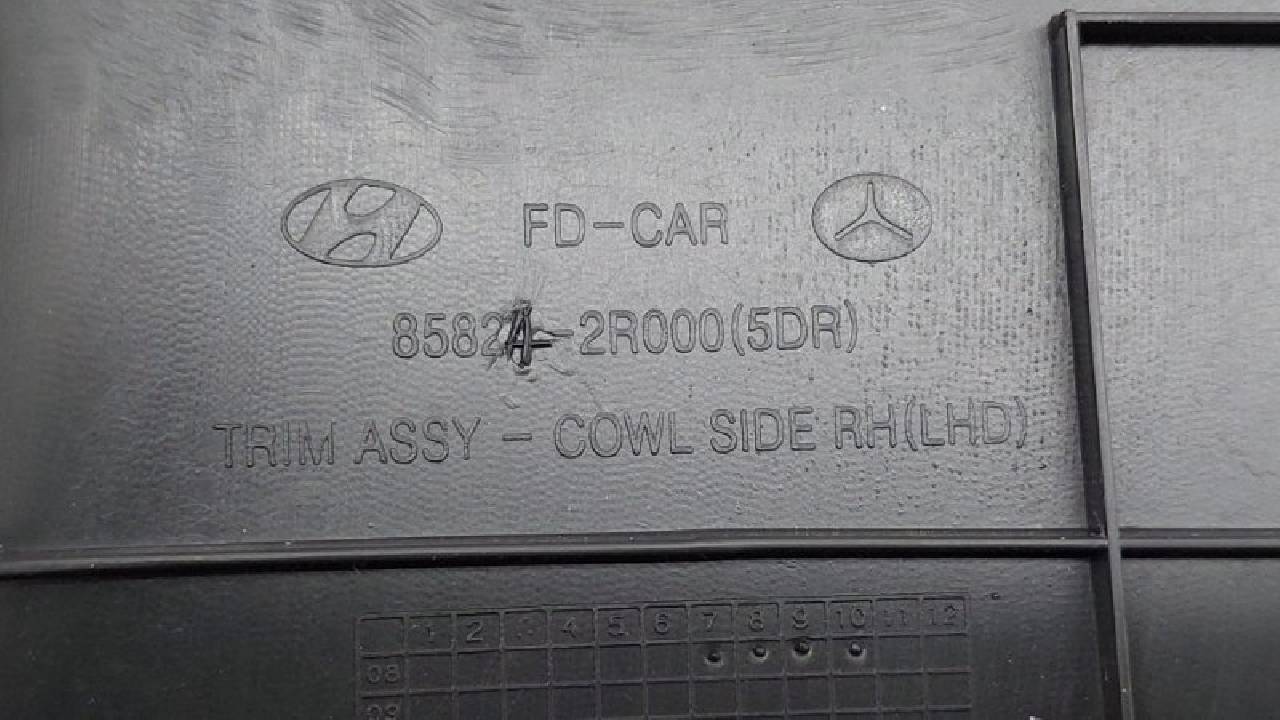 FD-CAR
85824-2R000(5DR)
TRIM ASSY - COWL SIDE RH(LHD)
1 2 3 4 5 6 7 8 9 10 11 12
08
09